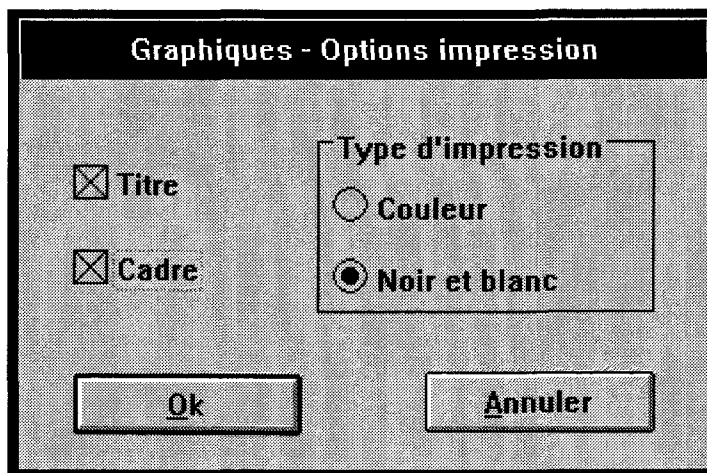 Graphiques - Options impression
Titre
Cadre
Type d'impression
Couleur
Noir et blanc
Ok
Annuler